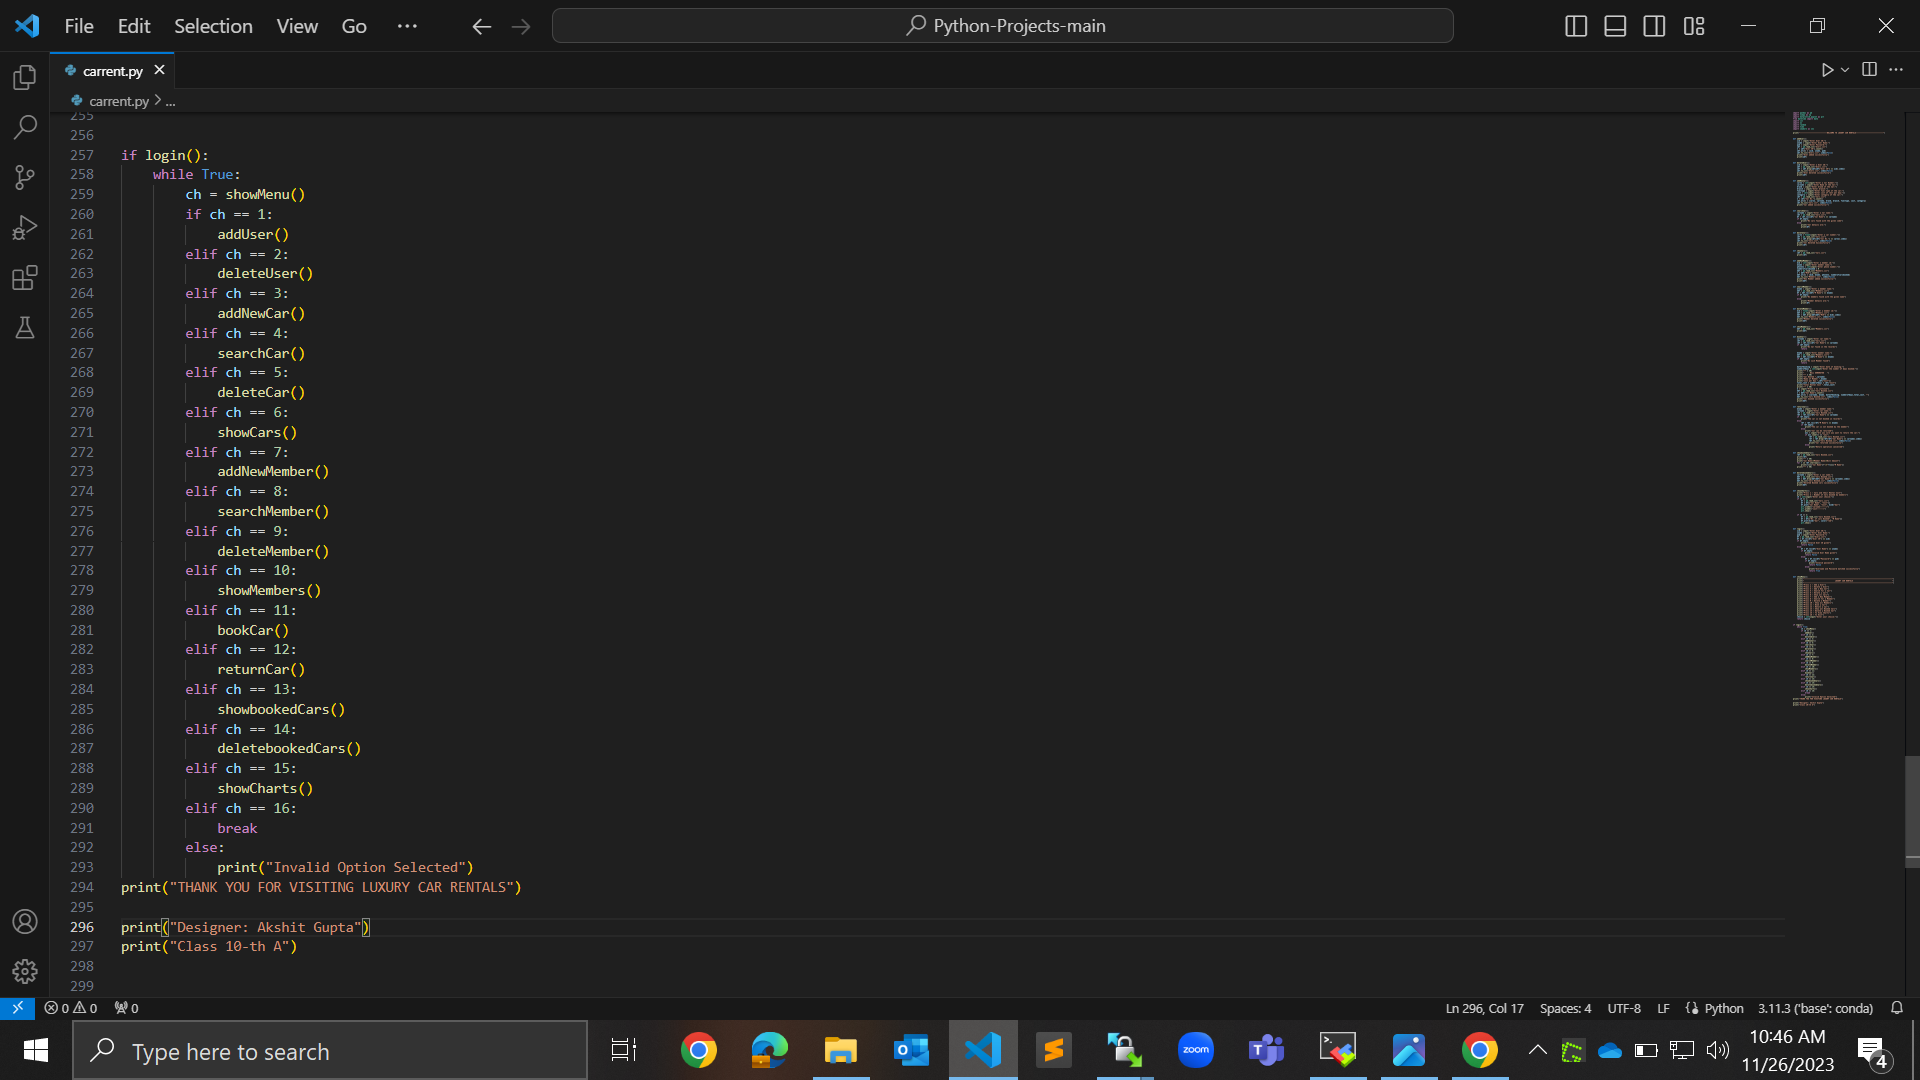 File Edit Selection View Go ··· Python-Projects-main
carrent.py
carrent.py > ...
255
256
257 if login():
258 while True:
259 ch = showMenu()
260 if ch == 1:
261 addUser()
262 elif ch == 2:
263 deleteUser()
264 elif ch == 3:
265 addNewCar()
266 elif ch == 4:
267 searchCar()
268 elif ch == 5:
269 deleteCar()
270 elif ch == 6:
271 showCars()
272 elif ch == 7:
273 addNewMember()
274 elif ch == 8:
275 searchMember()
276 elif ch == 9:
277 deleteMember()
278 elif ch == 10:
279 showMembers()
280 elif ch == 11:
281 bookCar()
282 elif ch == 12:
283 returnCar()
284 elif ch == 13:
285 showbookedCars()
286 elif ch == 14:
287 deletebookedCars()
288 elif ch == 15:
289 showCharts()
290 elif ch == 16:
291 break
292 else:
293 print("Invalid Option Selected")
294 print("THANK YOU FOR VISITING LUXURY CAR RENTALS")
295
296 print("Designer: Akshit Gupta")
297 print("Class 10-th A")
298
299
0 0 0 Ln 296, Col 17 Spaces: 4 UTF-8 LF Python 3.11.3 ('base': conda)
Type here to search zoom 10:46 AM
11/26/2023 4